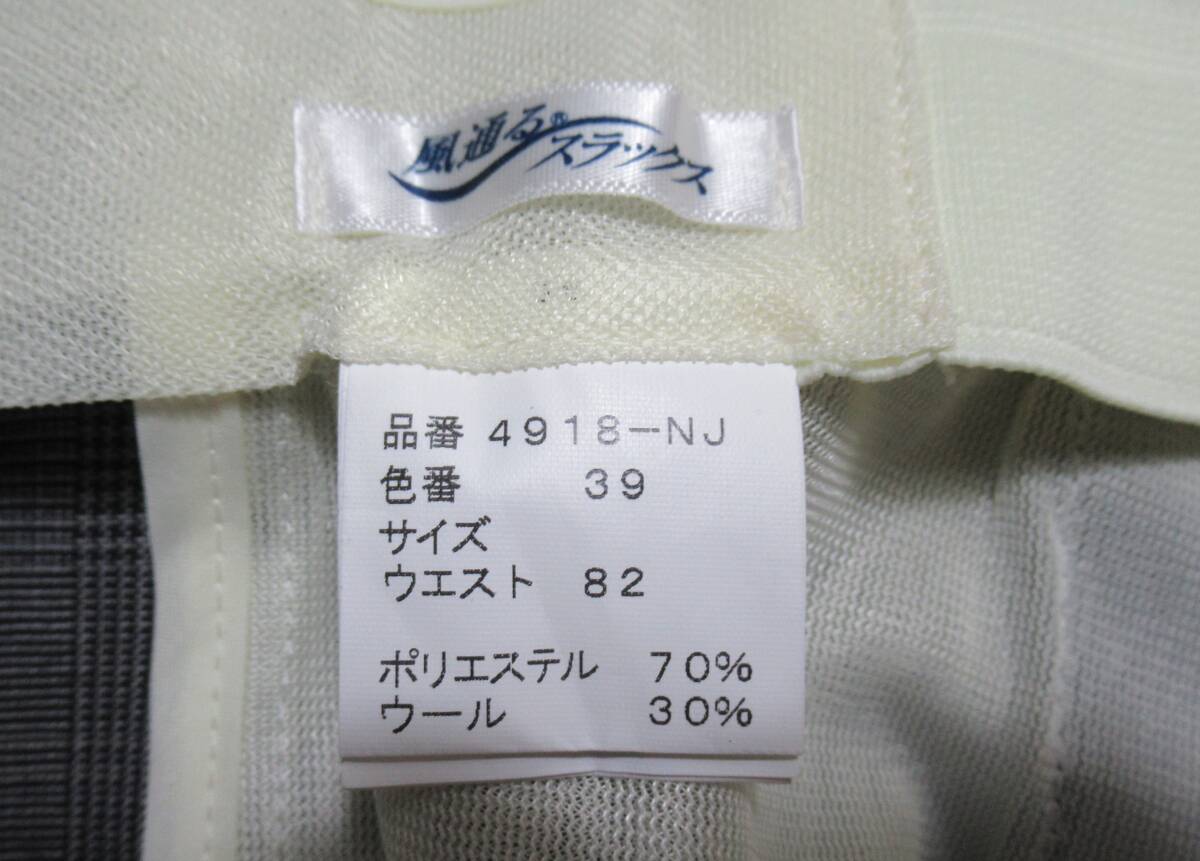 風通る®スラックス
品番 4918-NJ
色番 39
サイズ
ウエスト 82
ポリエステル 70%
ウール 30%